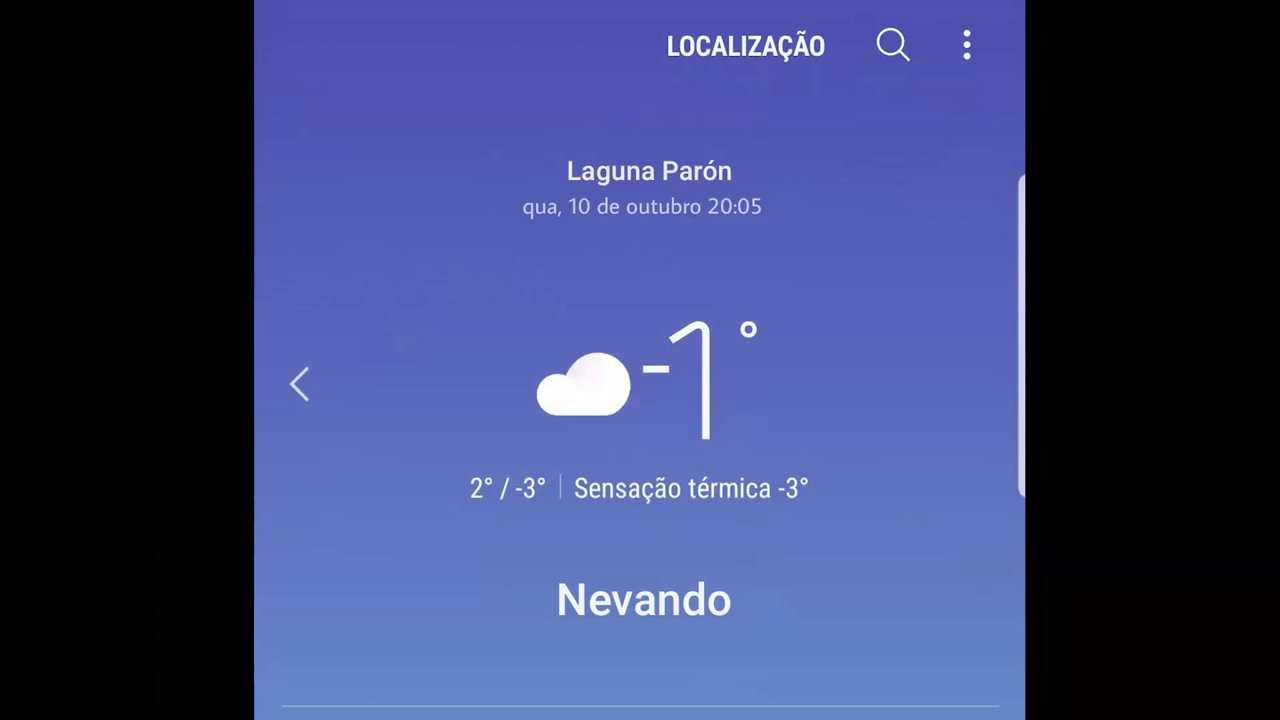 LOCALIZAÇÃO
Laguna Parón
qua, 10 de outubro 20:05
-1°
2° / -3° | Sensação térmica -3°
Nevando